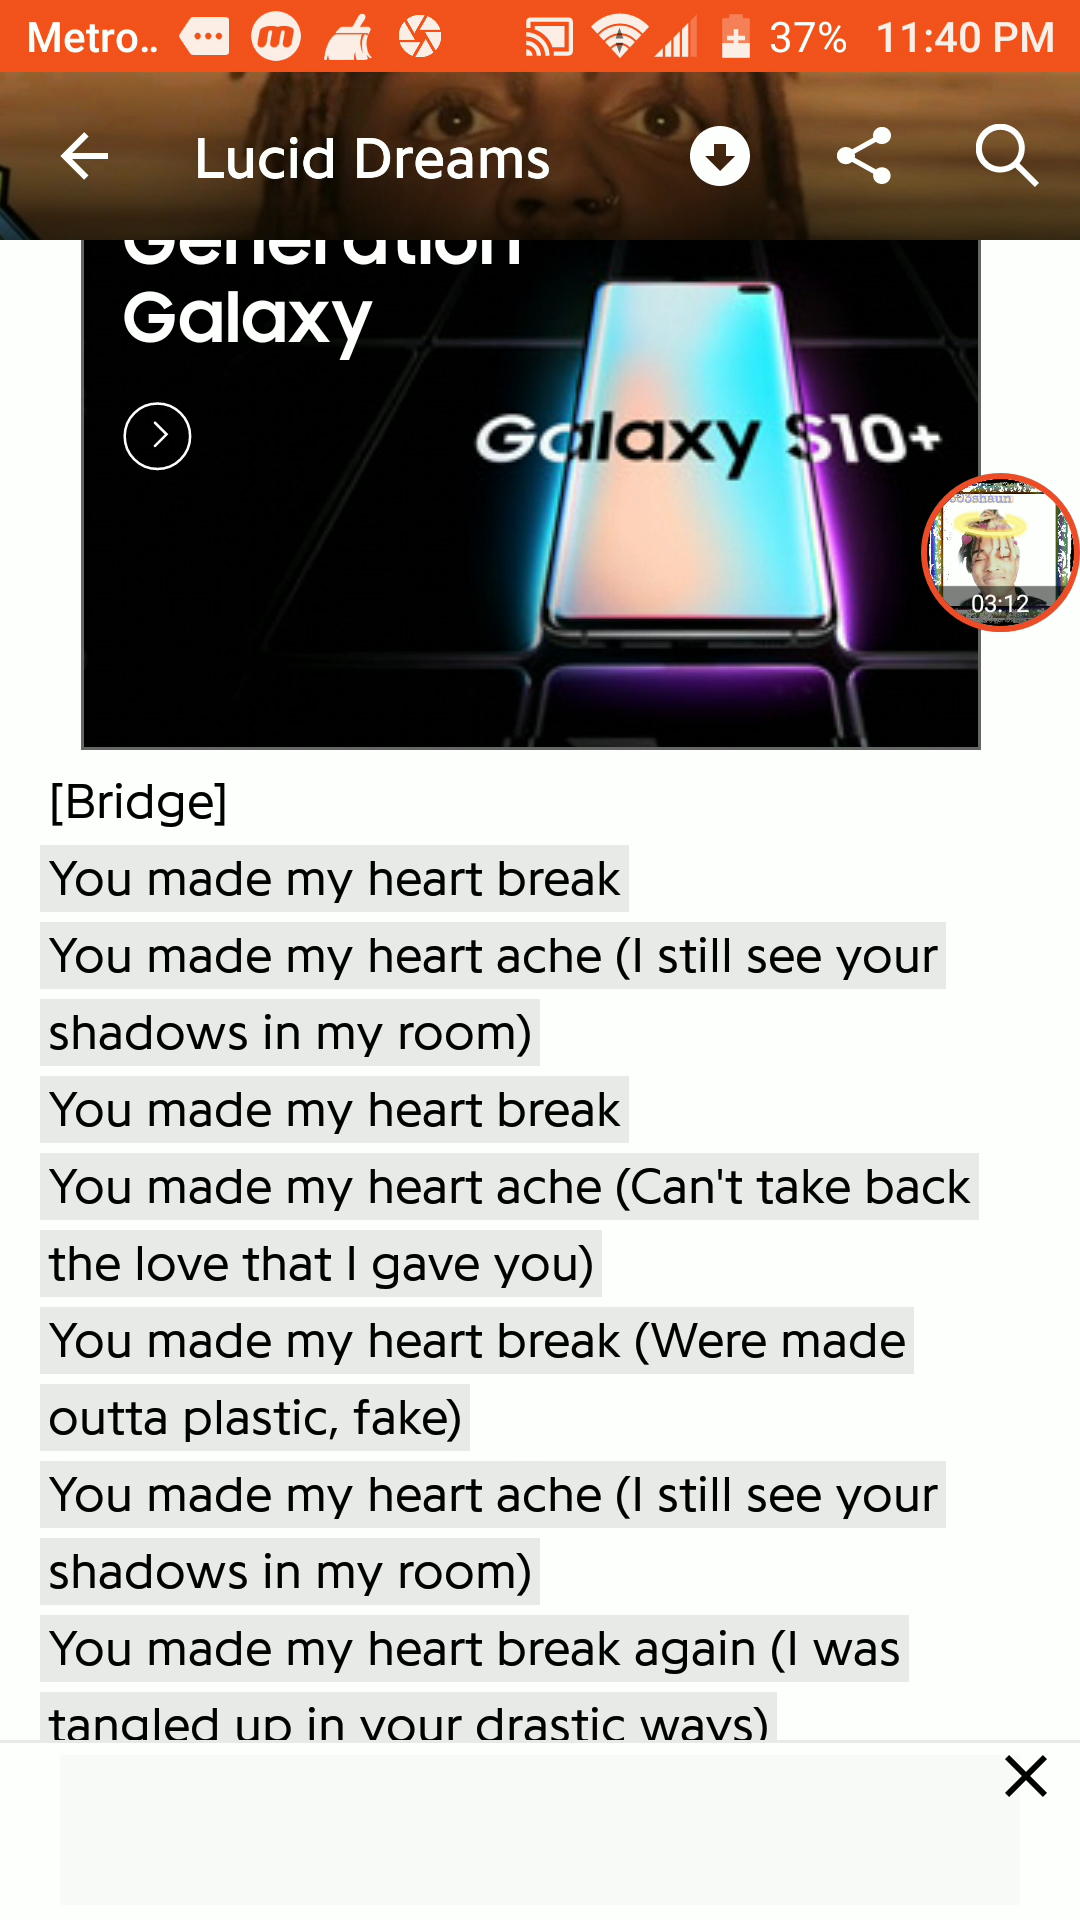 Metro..
37%
11:40 PM
Lucid Dreams
Generation
Galaxy
Galaxy S10+
03:12
[Bridge]
You made my heart break
You made my heart ache (I still see your
shadows in my room)
You made my heart break
You made my heart ache (Can't take back
the love that I gave you)
You made my heart break (Were made
outta plastic, fake)
You made my heart ache (I still see your
shadows in my room)
You made my heart break again (I was
tangled up in your drastic ways)